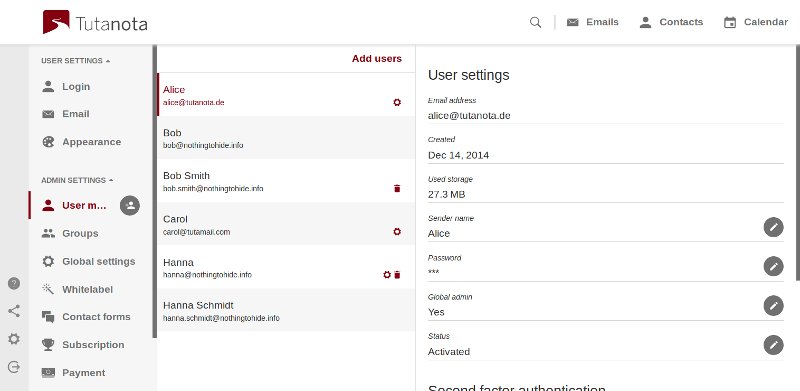 Tutanota
Emails
Contacts
Calendar
USER SETTINGS
Login
Email
Appearance
ADMIN SETTINGS
User m...
Groups
Global settings
Whitelabel
Contact forms
Subscription
Payment
Add users
Alice
alice@tutanota.de
Bob
bob@nothingtohide.info
Bob Smith
bob.smith@nothingtohide.info
Carol
carol@tutamail.com
Hanna
hanna@nothingtohide.info
Hanna Schmidt
hanna.schmidt@nothingtohide.info
User settings
Email address
alice@tutanota.de
Created
Dec 14, 2014
Used storage
27.3 MB
Sender name
Alice
Password
***
Global admin
Yes
Status
Activated
Second factor authentication